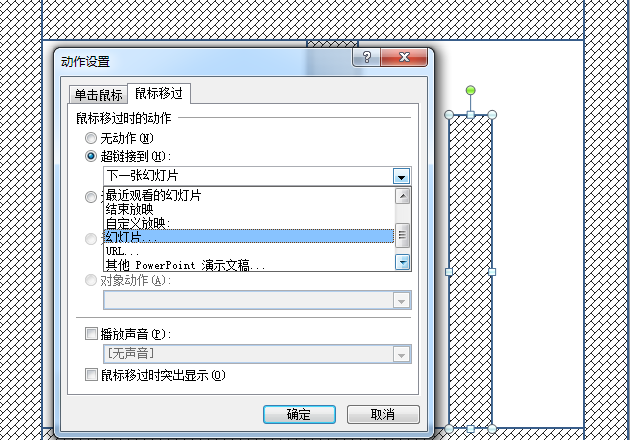 动作设置
?
单击鼠标 鼠标移过
鼠标移过时的动作
无动作(N)
超链接到(H):
下一张幻灯片
最近观看的幻灯片
结束放映
自定义放映:
幻灯片...
URL...
其他 PowerPoint 演示文稿...
对象动作(A):
播放声音(P):
[无声音]
鼠标移过时突出显示(O)
确定 取消